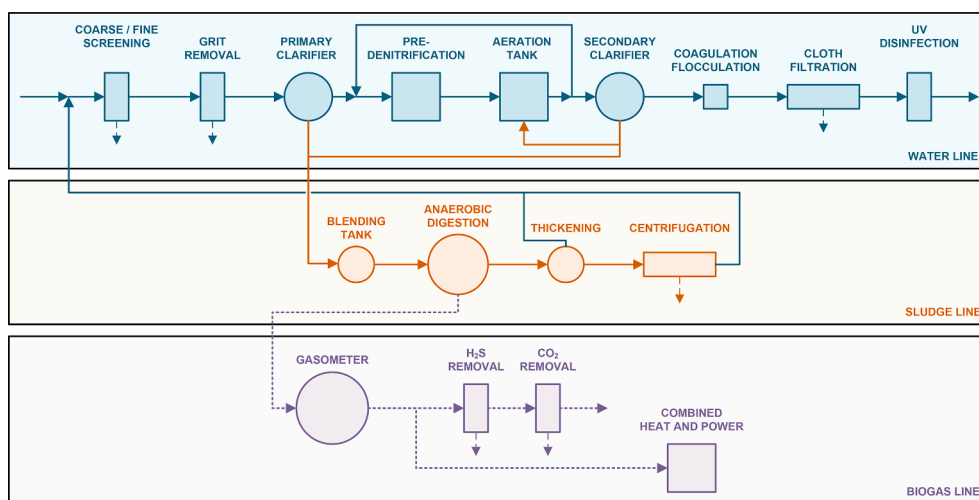 COARSE / FINE
SCREENING
GRIT
REMOVAL
PRIMARY
CLARIFIER
PRE-
DENITRIFICATION
AERATION
TANK
SECONDARY
CLARIFIER
COAGULATION
FLOCCULATION
CLOTH
FILTRATION
UV
DISINFECTION
WATER LINE
BLENDING
TANK
ANAEROBIC
DIGESTION
THICKENING
CENTRIFUGATION
SLUDGE LINE
GASOMETER
H₂S
REMOVAL
CO₂
REMOVAL
COMBINED
HEAT AND POWER
BIOGAS LINE